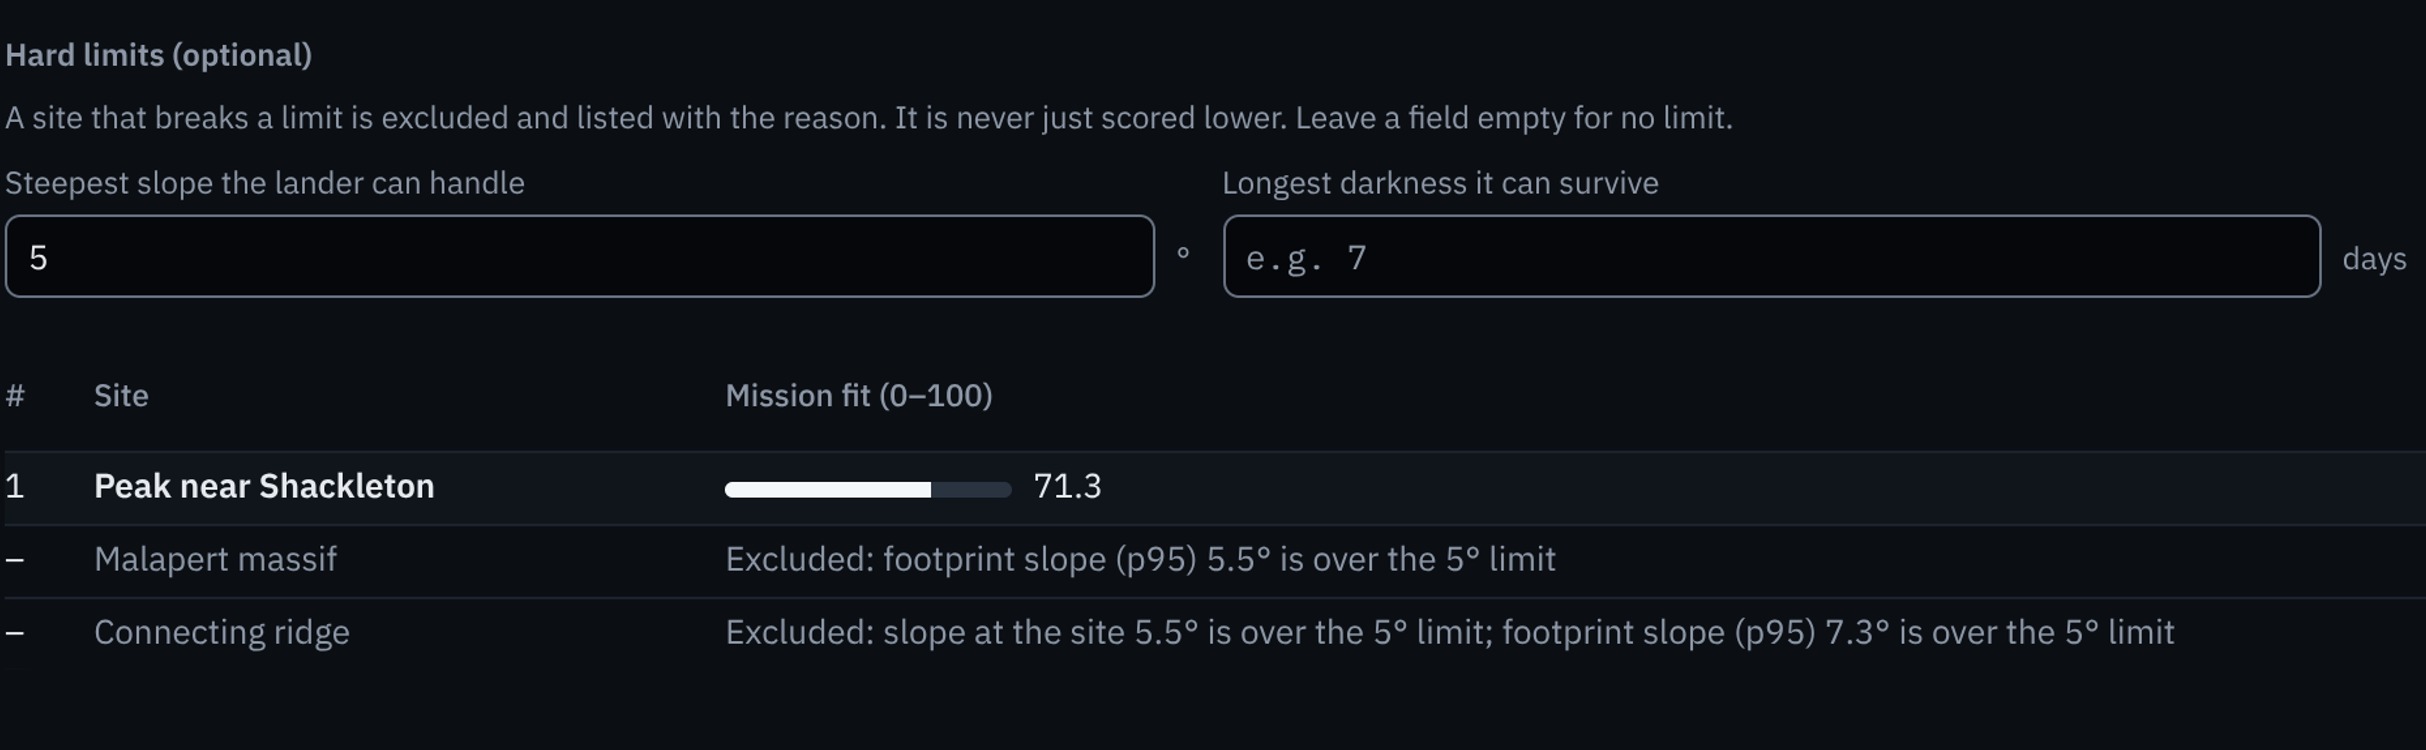 Hard limits (optional)
A site that breaks a limit is excluded and listed with the reason. It is never just scored lower. Leave a field empty for no limit.
Steepest slope the lander can handle
Longest darkness it can survive
5 °
e.g. 7 days
# Site Mission fit (0–100)
1 Peak near Shackleton 71.3
– Malapert massif Excluded: footprint slope (p95) 5.5° is over the 5° limit
– Connecting ridge Excluded: slope at the site 5.5° is over the 5° limit; footprint slope (p95) 7.3° is over the 5° limit